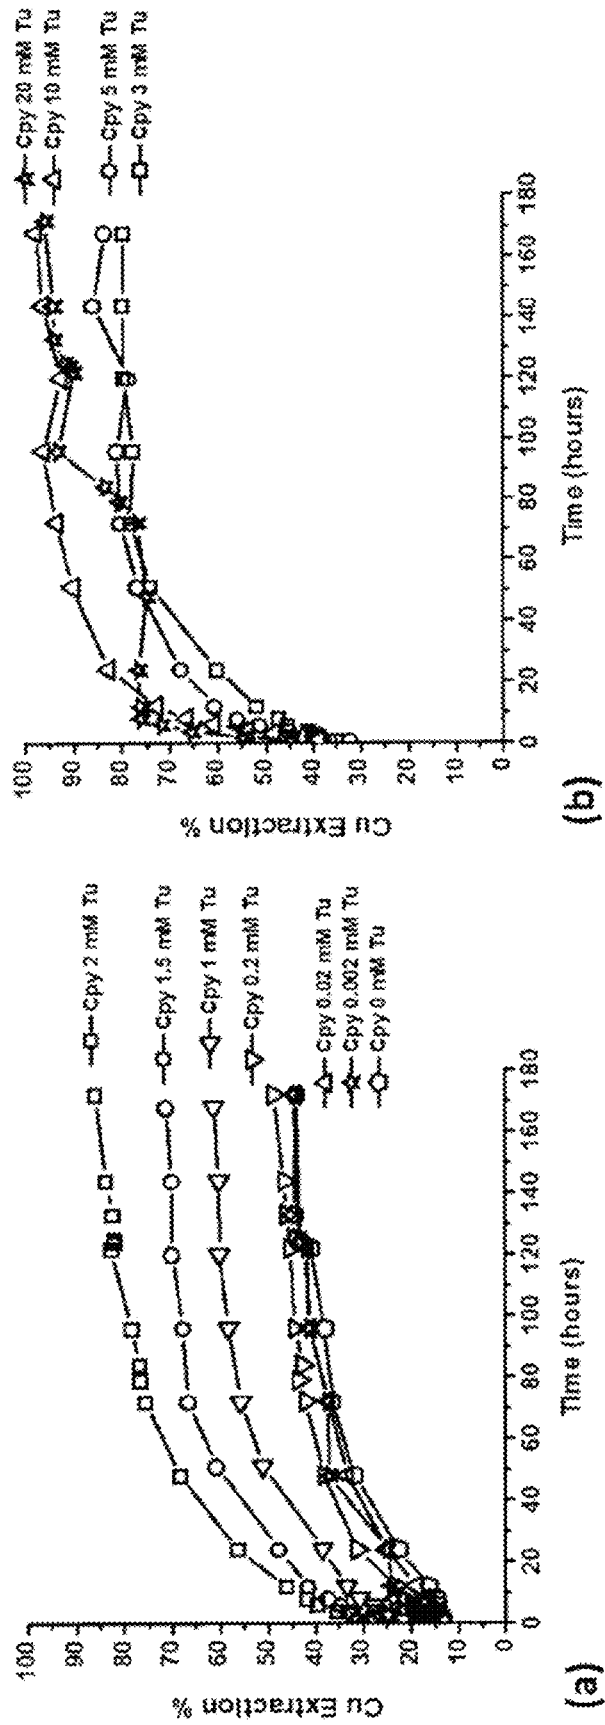 100
90
80
70
60
50
40
30
20
10
0
Cu Extraction %
0 20 40 60 80 100 120 140 160 180
Time (hours)
Cpy 2 mM Tu
Cpy 1.5 mM Tu
Cpy 1 mM Tu
Cpy 0.2 mM Tu
Cpy 0.02 mM Tu
Cpy 0.002 mM Tu
Cpy 0 mM Tu
(a)
100
90
80
70
60
50
40
30
20
10
0
Cu Extraction %
0 20 40 60 80 100 120 140 160 180
Time (hours)
Cpy 20 mM Tu
Cpy 10 mM Tu
Cpy 5 mM Tu
Cpy 3 mM Tu
(b)